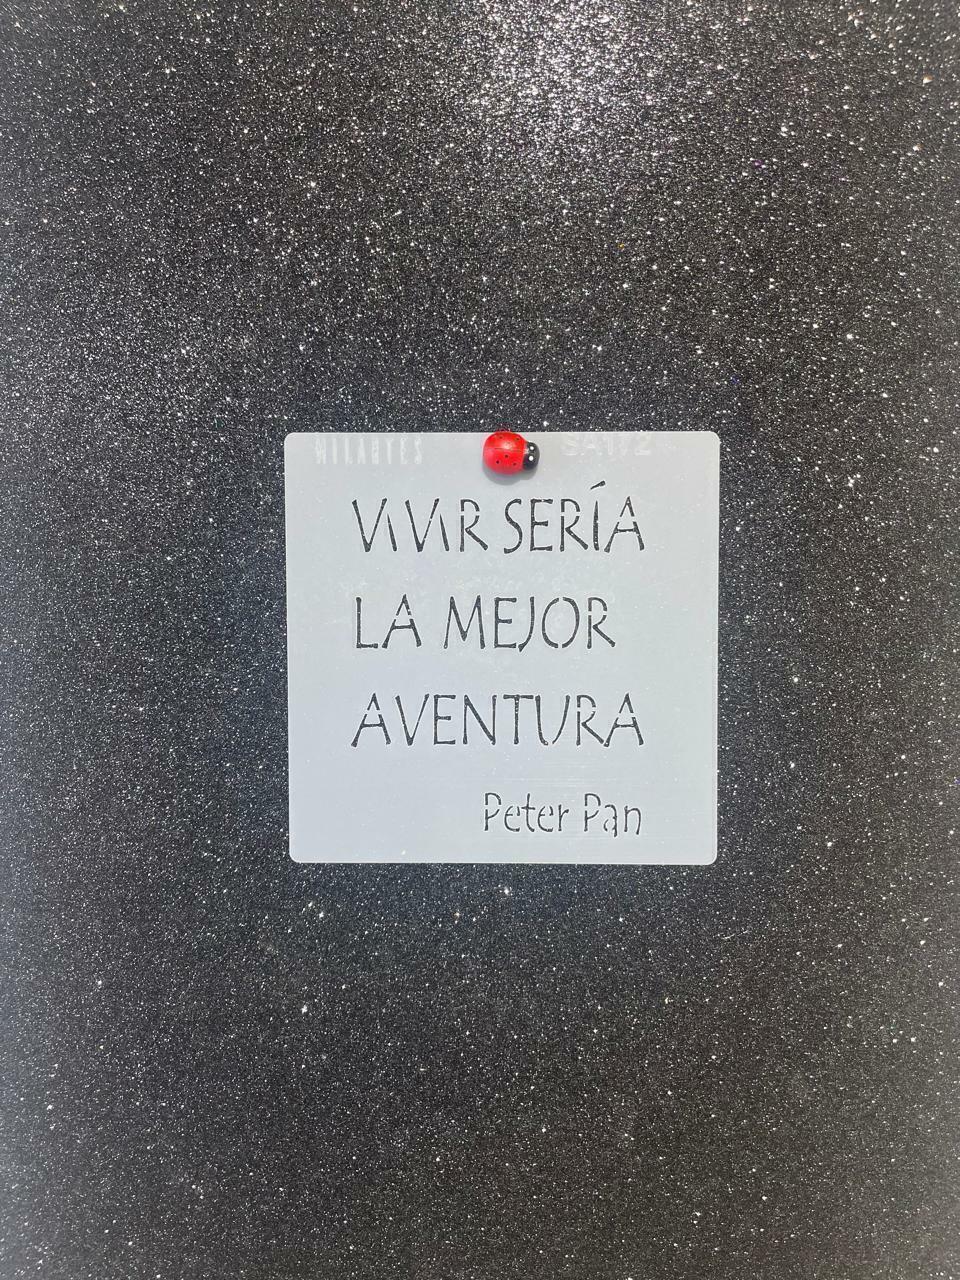 VIVIR SERÍA
LA MEJOR
AVENTURA
Peter Pan